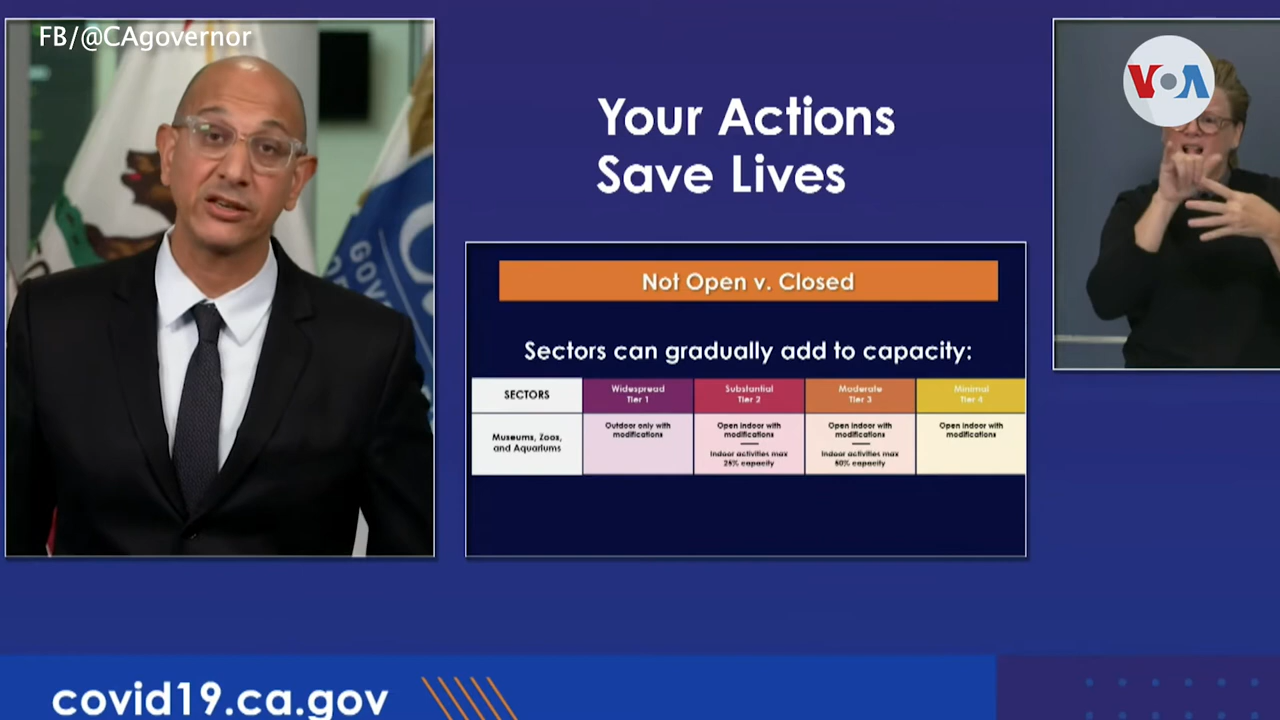 FB/@CAgovernor
VOA
Your Actions
Save Lives
GOV
Not Open v. Closed
Sectors can gradually add to capacity:
SECTORS
Widespread
Tier 1
Substantial
Tier 2
Moderate
Tier 3
Minimal
Tier 4
Museums, Zoos,
and Aquariums
Outdoor only with
modifications
Open indoor with
modifications
Indoor activities max
25% capacity
Open indoor with
modifications
Indoor activities max
50% capacity
Open indoor with
modifications
covid19.ca.gov